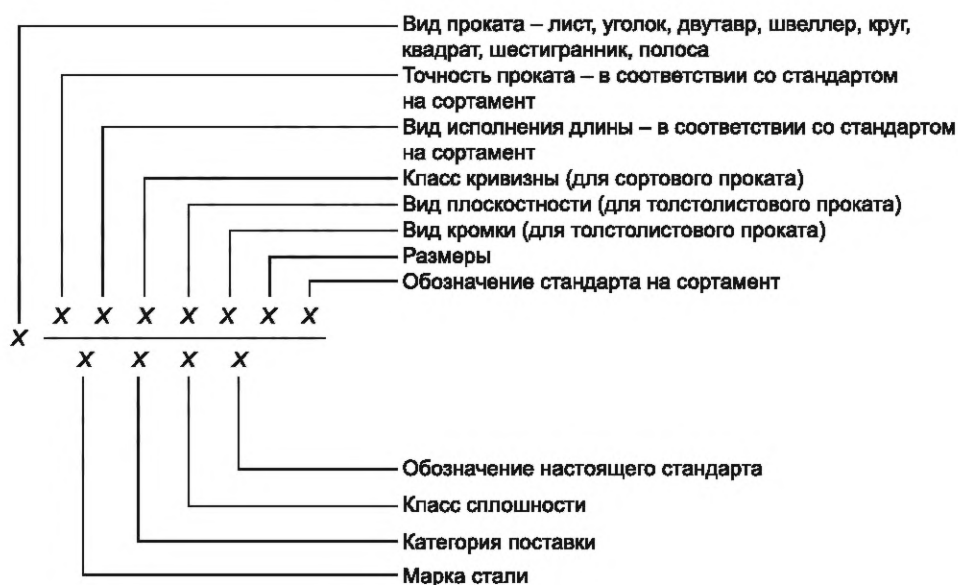 Вид проката – лист, уголок, двутавр, швеллер, круг,
квадрат, шестигранник, полоса
Точность проката – в соответствии со стандартом
на сортамент
Вид исполнения длины – в соответствии со стандартом
на сортамент
Класс кривизны (для сортового проката)
Вид плоскостности (для толстолистового проката)
Вид кромки (для толстолистового проката)
Размеры
Обозначение стандарта на сортамент
X X X X X X X
X
X X X X
Обозначение настоящего стандарта
Класс сплошности
Категория поставки
Марка стали